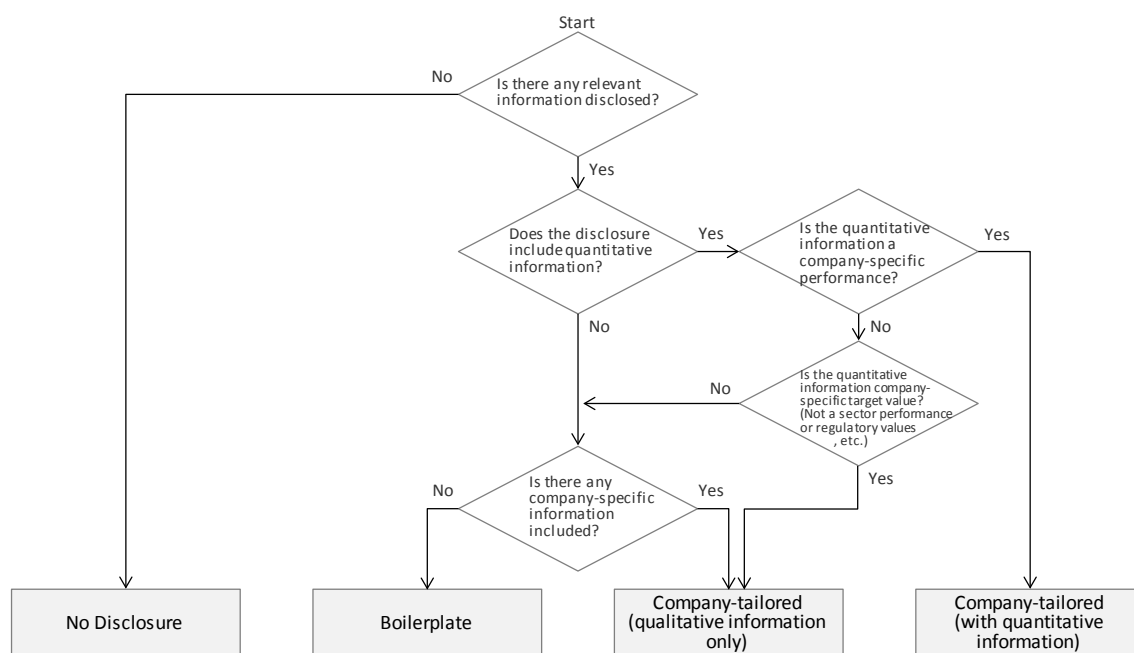 Start
No
Is there any relevant
information disclosed?
Yes
Does the disclosure
include quantitative
information?
Yes
Is the quantitative
information a
company-specific
performance?
Yes
No
No
Is the quantitative
information company-
specific target value?
(Not a sector performance
or regulatory values
, etc.)
No
Yes
Is there any
company-specific
information
included?
No
Yes
No Disclosure
Boilerplate
Company-tailored
(qualitative information
only)
Company-tailored
(with quantitative
information)